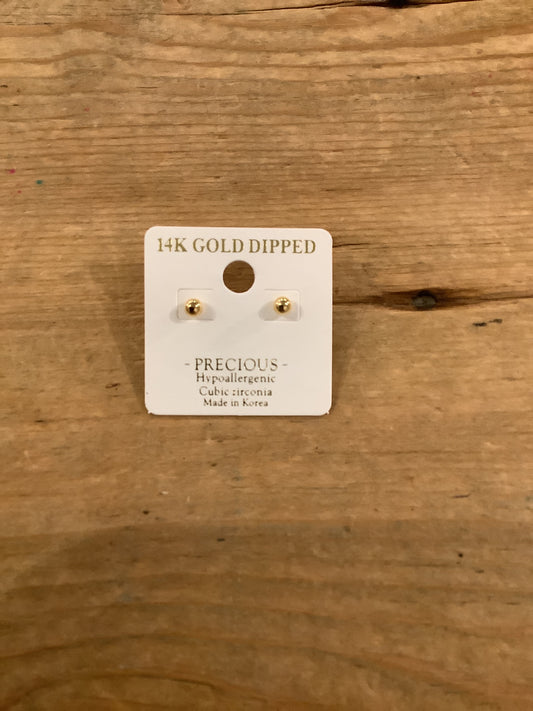 14K GOLD DIPPED
- PRECIOUS -
Hypoallergenic
Cubic zirconia
Made in Korea